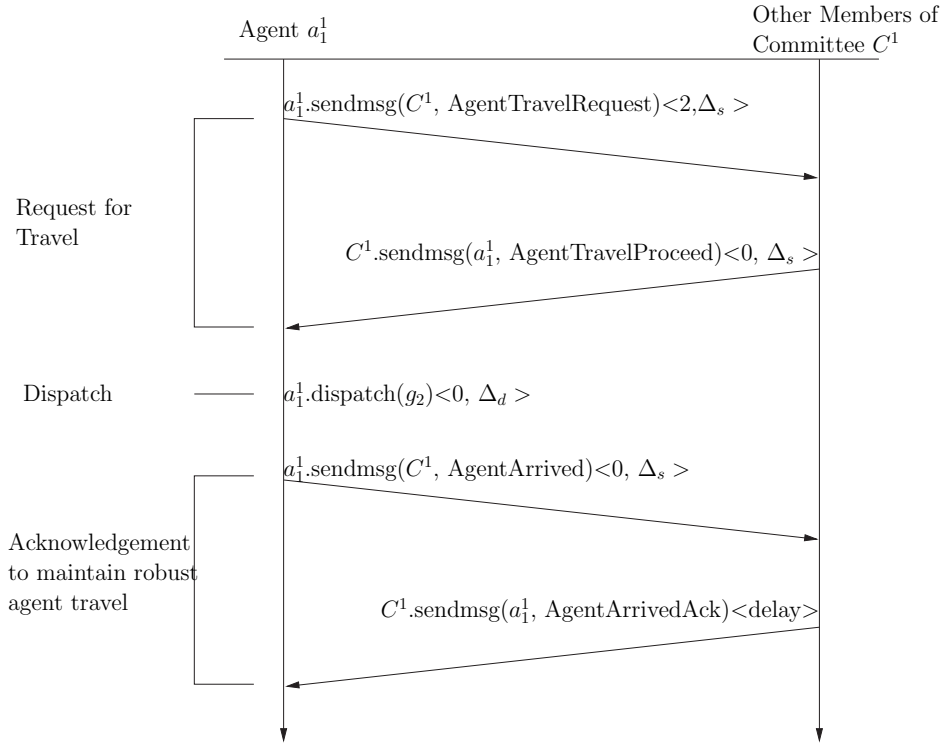 Agent a₁¹
Other Members of
Committee C¹
a₁¹.sendmsg(C¹, AgentTravelRequest)<2,Δₛ >
Request for
Travel
C¹.sendmsg(a₁¹, AgentTravelProceed)<0, Δₛ >
Dispatch
a₁¹.dispatch(g₂)<0, Δ_d >
a₁¹.sendmsg(C¹, AgentArrived)<0, Δₛ >
Acknowledgement
to maintain robust
agent travel
C¹.sendmsg(a₁¹, AgentArrivedAck)<delay>